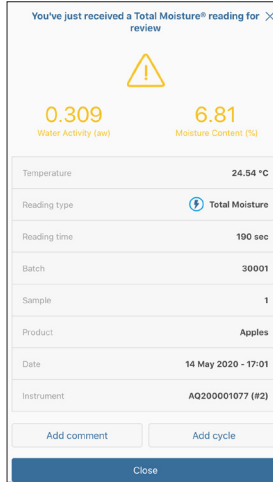 You've just received a Total Moisture® reading for
review
0.309
Water Activity (aw)
6.81
Moisture Content (%)
Temperature 24.54 °C
Reading type Total Moisture
Reading time 190 sec
Batch 30001
Sample 1
Product Apples
Date 14 May 2020 - 17:01
Instrument AQ200001077 (#2)
Add comment
Add cycle
Close